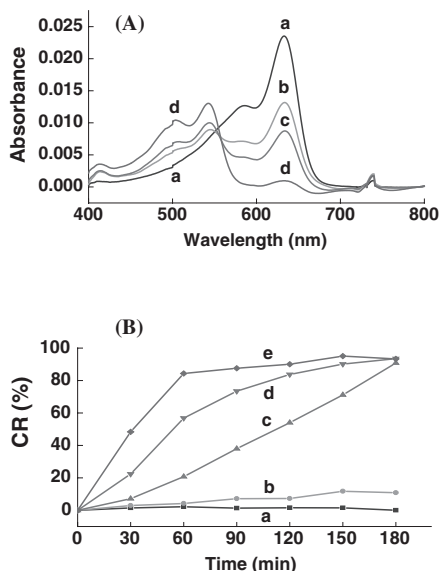 (A)
0.025
0.020
0.015
0.010
0.005
0.000
Absorbance
a
b
c
d
d
a
400 500 600 700 800
Wavelength (nm)
(B)
100
80
60
40
20
0
CR (%)
e
d
c
b
a
0 30 60 90 120 150 180
Time (min)